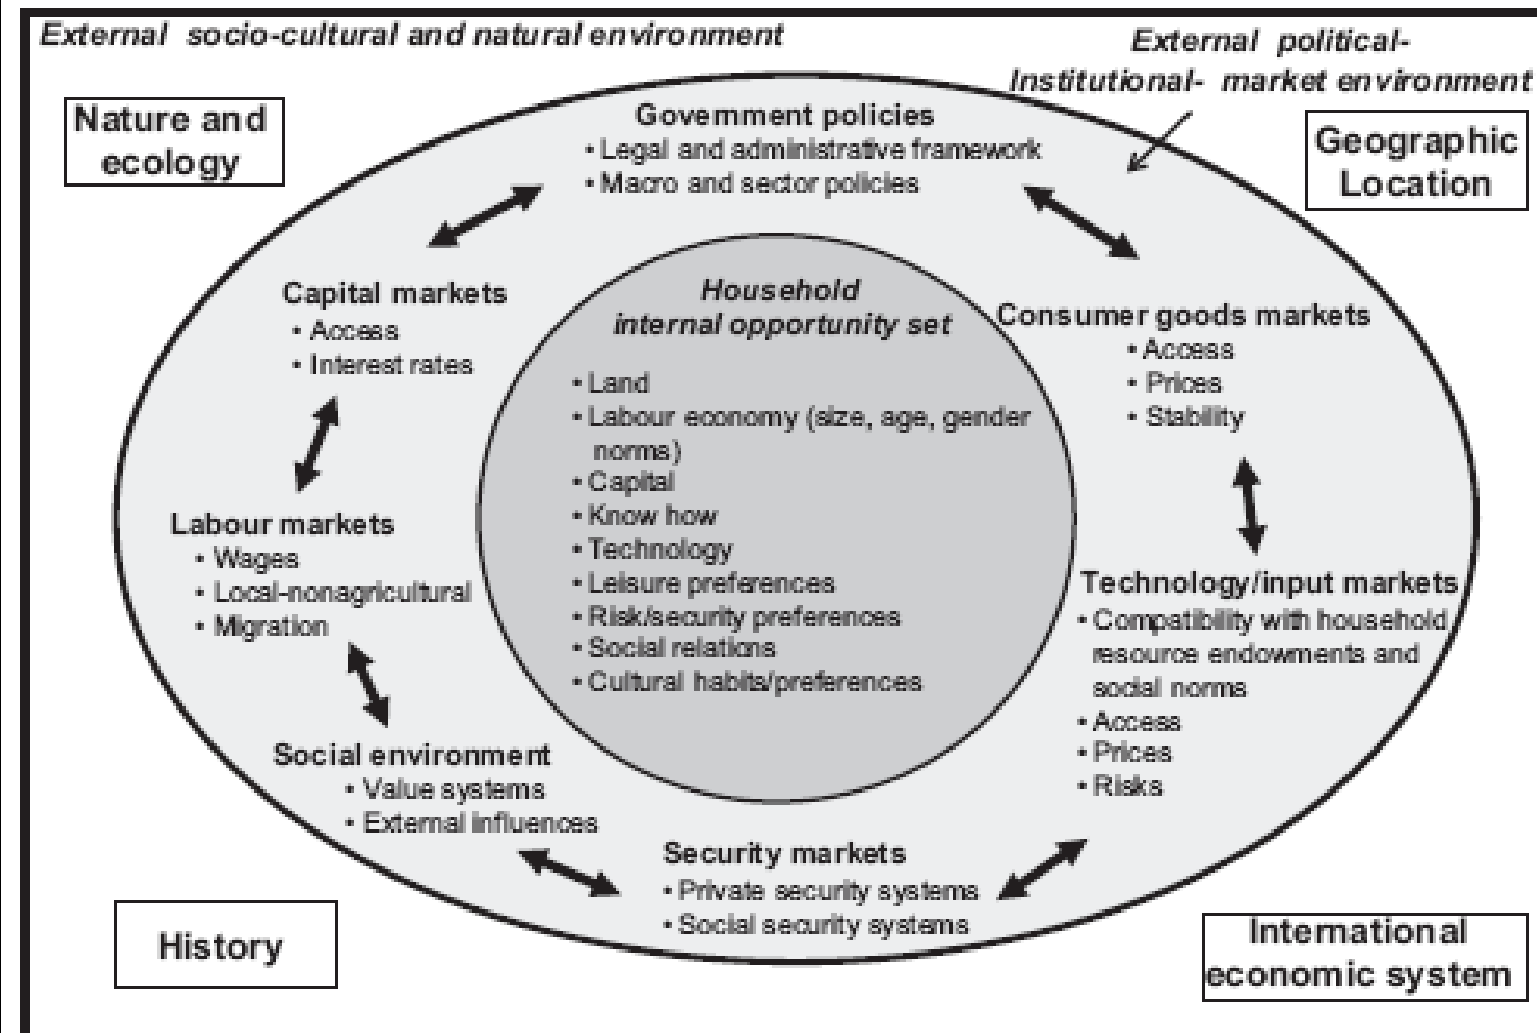 External socio-cultural and natural environment
External political-
Institutional- market environment
Nature and
ecology
Geographic
Location
Government policies
• Legal and administrative framework
• Macro and sector policies
Capital markets
• Access
• Interest rates
Household
internal opportunity set
• Land
• Labour economy (size, age, gender
norms)
• Capital
• Know how
• Technology
• Leisure preferences
• Risk/security preferences
• Social relations
• Cultural habits/preferences
Consumer goods markets
• Access
• Prices
• Stability
Labour markets
• Wages
• Local-nonagricultural
• Migration
Technology/input markets
• Compatibility with household
resource endowments and
social norms
• Access
• Prices
• Risks
Social environment
• Value systems
• External influences
Security markets
• Private security systems
• Social security systems
History
International
economic system